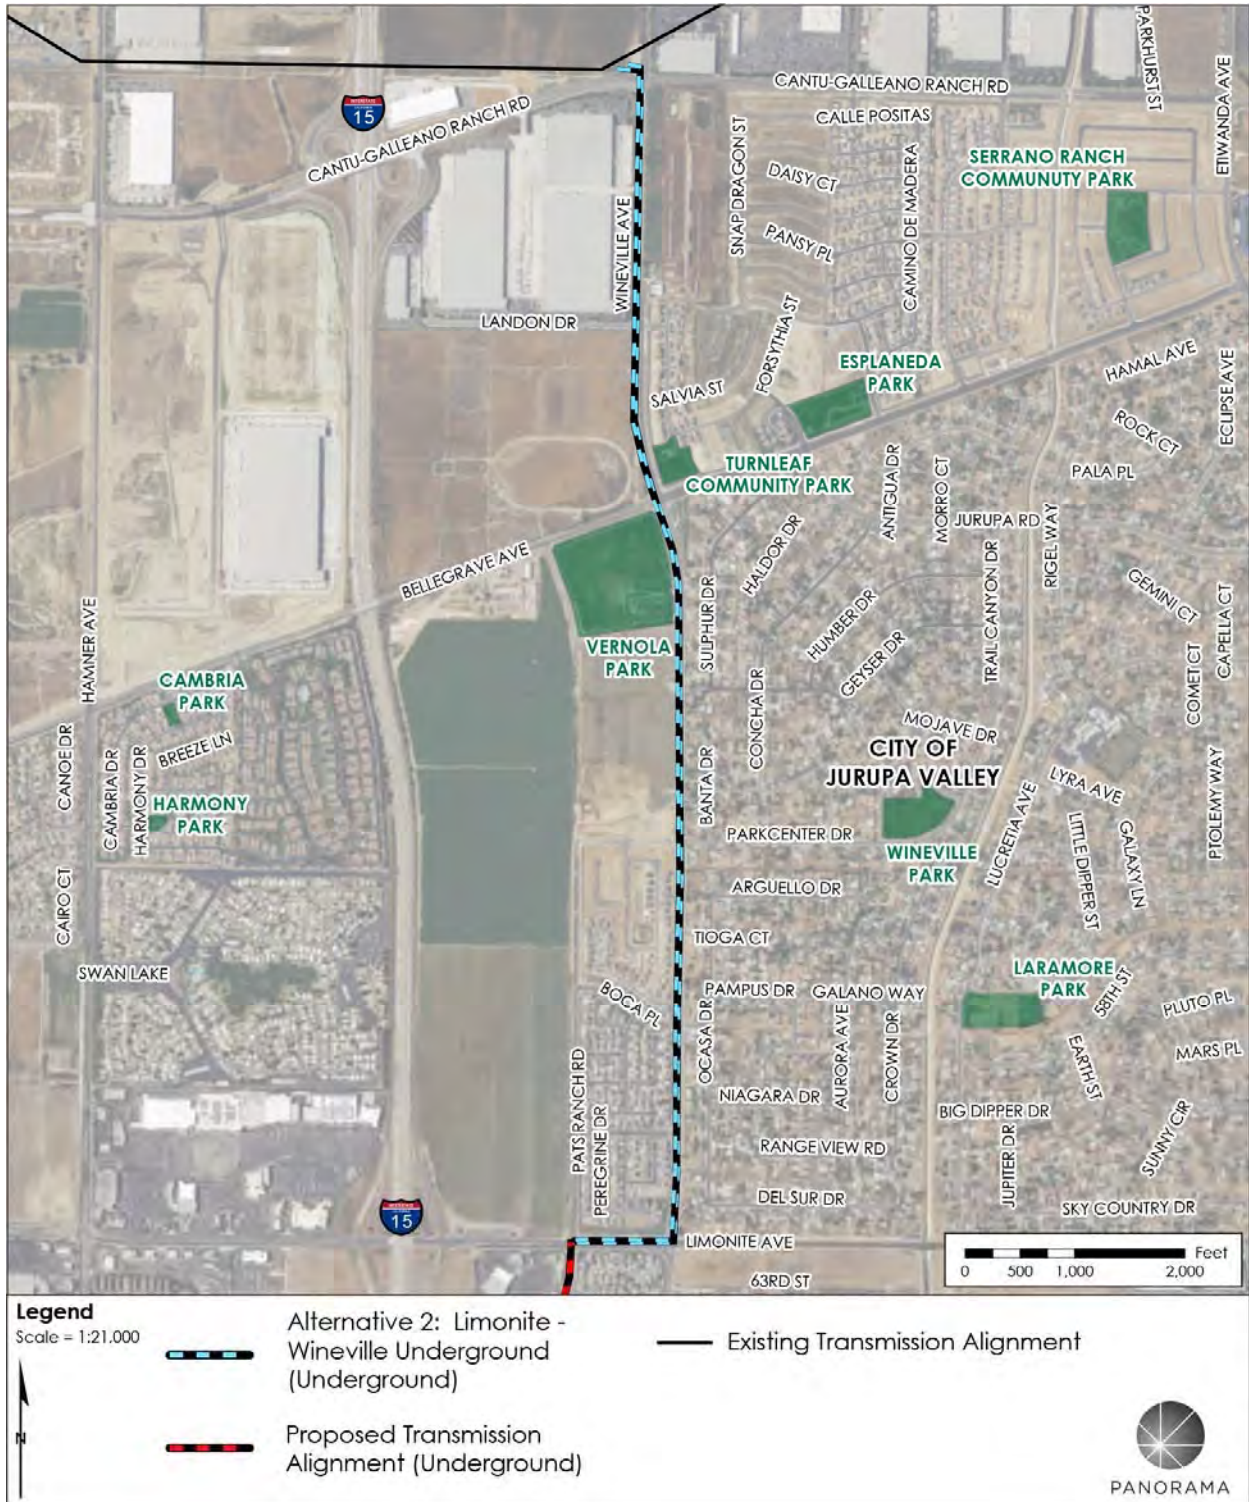 PARKHURST ST
ETIWANDA AVE
CANTU-GALLEANO RANCH RD
15
CANTU-GALLEANO RANCH RD
CALLE POSITAS
SERRANO RANCH
COMMUNUTY PARK
SNAP DRAGON ST
DAISY CT
CAMINO DE MADERA
PANSY PL
WINEVILLE AVE
LANDON DR
FORSYTHIA ST
ESPLANEDA
PARK
HAMAL AVE
ECLIPSE AVE
SALVIA ST
ROCK CT
TURNLEAF
COMMUNITY PARK
ANTIGUA DR
MORRO CT
PALA PL
JURUPA RD
HALDOR DR
RIGEL WAY
BELLEGRAVE AVE
TRAIL CANYON DR
GEMINI CT
CAPELLA CT
HAMNER AVE
SULPHUR DR
HUMBER DR
VERNOLA
PARK
GEYSER DR
COMET CT
CAMBRIA
PARK
CONCHA DR
MOJAVE DR
BREEZE LN
CANOE DR
CITY OF
JURUPA VALLEY
CAMBRIA DR
HARMONY DR
HARMONY
PARK
BANTA DR
LYRA AVE
PTOLEMY WAY
PARKCENTER DR
WINEVILLE
PARK
LUCRETIA AVE
LITTLE DIPPER ST
GALAXY LN
CAIRO CT
ARGUELLO DR
TIOGA CT
SWAN LAKE
LARAMORE
PARK
58TH ST
BOCA PL
PAMPUS DR
GALANO WAY
PLUTO PL
OCASA DR
AURORA AVE
CROWN DR
EARTH ST
MARS PL
PATS RANCH RD
PEREGRINE DR
NIAGARA DR
BIG DIPPER DR
SUNNY CIR
RANGE VIEW RD
JUPITER DR
DEL SUR DR
SKY COUNTRY DR
15
LIMONITE AVE
63RD ST
Feet
0 500 1,000 2,000
Legend
Scale = 1:21.000
N
Alternative 2: Limonite -
Wineville Underground
(Underground)
Existing Transmission Alignment
Proposed Transmission
Alignment (Underground)
PANORAMA